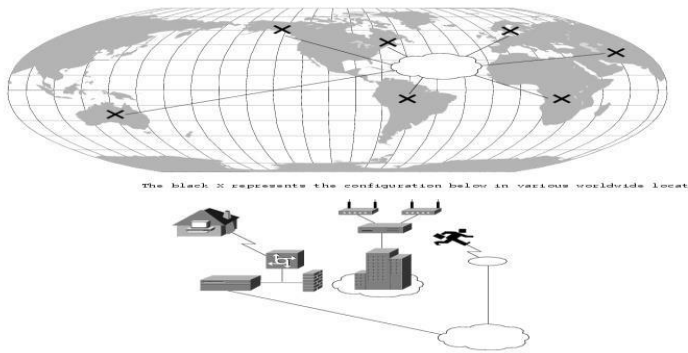 The black X represents the configuration below in various worldwide locat